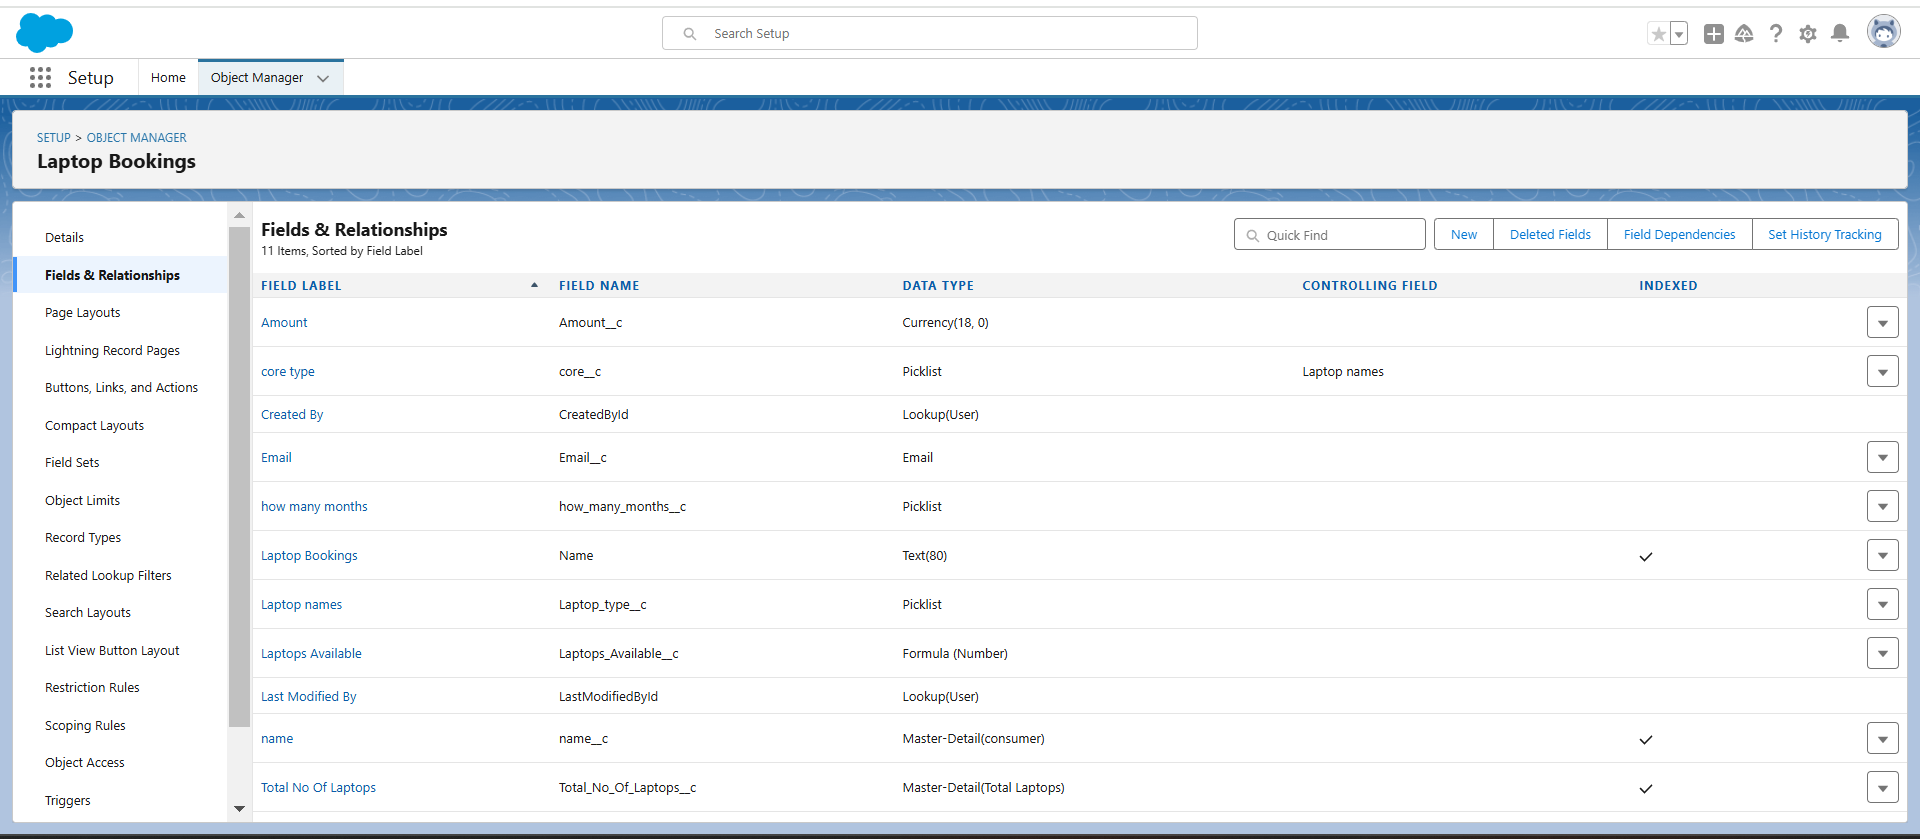 Search Setup
Setup
Home
Object Manager
SETUP > OBJECT MANAGER
Laptop Bookings
Details
Fields & Relationships
Page Layouts
Lightning Record Pages
Buttons, Links, and Actions
Compact Layouts
Field Sets
Object Limits
Record Types
Related Lookup Filters
Search Layouts
List View Button Layout
Restriction Rules
Scoping Rules
Object Access
Triggers
Fields & Relationships
11 Items, Sorted by Field Label
Quick Find
New
Deleted Fields
Field Dependencies
Set History Tracking
FIELD LABEL FIELD NAME DATA TYPE CONTROLLING FIELD INDEXED
Amount Amount__c Currency(18, 0)
core type core__c Picklist Laptop names
Created By CreatedById Lookup(User)
Email Email__c Email
how many months how_many_months__c Picklist
Laptop Bookings Name Text(80)
Laptop names Laptop_type__c Picklist
Laptops Available Laptops_Available__c Formula (Number)
Last Modified By LastModifiedById Lookup(User)
name name__c Master-Detail(consumer)
Total No Of Laptops Total_No_Of_Laptops__c Master-Detail(Total Laptops)